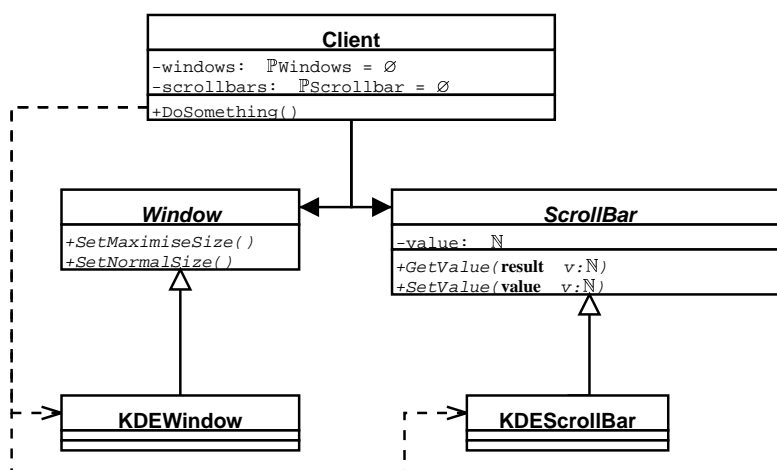 Client
-windows: ℙWindows = ∅
-scrollbars: ℙScrollbar = ∅
+DoSomething()
Window
+SetMaximiseSize()
+SetNormalSize()
ScrollBar
-value: ℕ
+GetValue(result v:ℕ)
+SetValue(value v:ℕ)
KDEWindow
KDEScrollBar